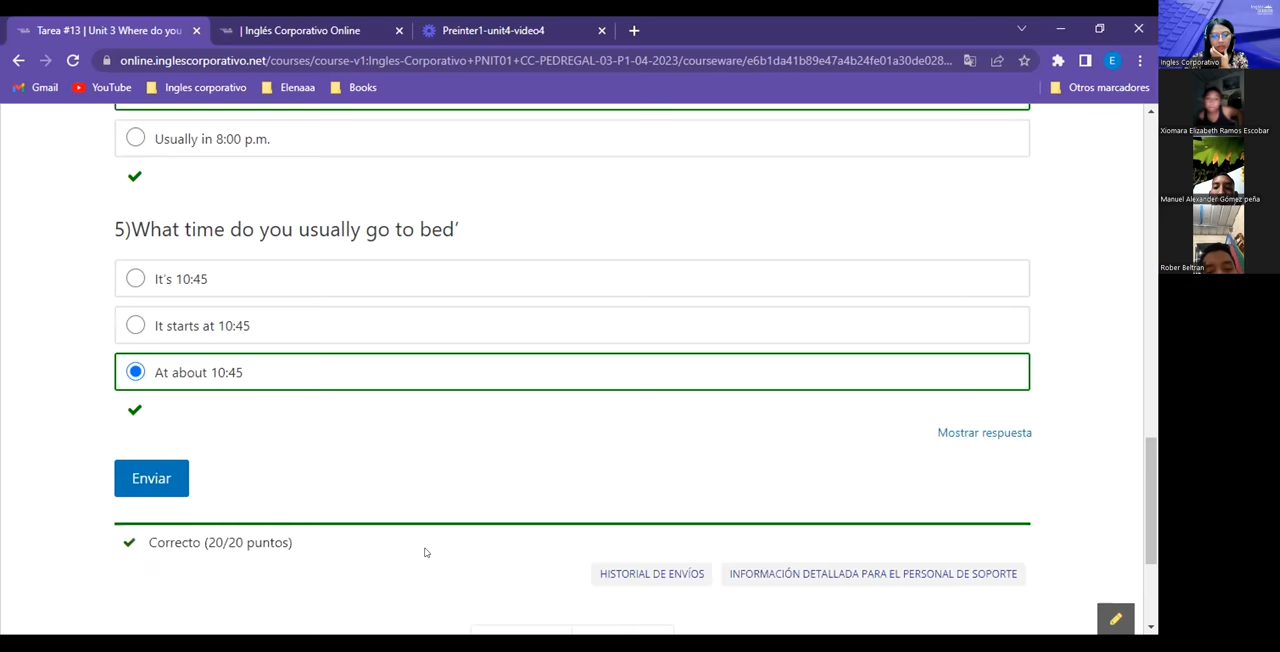 Tarea #13 | Unit 3 Where do you
| Inglés Corporativo Online
Preinter1-unit4-video4
online.inglescorporativo.net/courses/course-v1:Ingles-Corporativo+PNIT01+CC-PEDREGAL-03-P1-04-2023/courseware/e6b1da41b89e47a4b24fe01a30de028...
E
Gmail
YouTube
Ingles corporativo
Elenaaa
Books
Otros marcadores
Ingles Corporativo
Xiomara Elizabeth Ramos Escobar
Manuel Alexander Gómez peña
Rober Beltran
Usually in 8:00 p.m.
5)What time do you usually go to bed’
It’s 10:45
It starts at 10:45
At about 10:45
Mostrar respuesta
Enviar
Correcto (20/20 puntos)
HISTORIAL DE ENVÍOS
INFORMACIÓN DETALLADA PARA EL PERSONAL DE SOPORTE